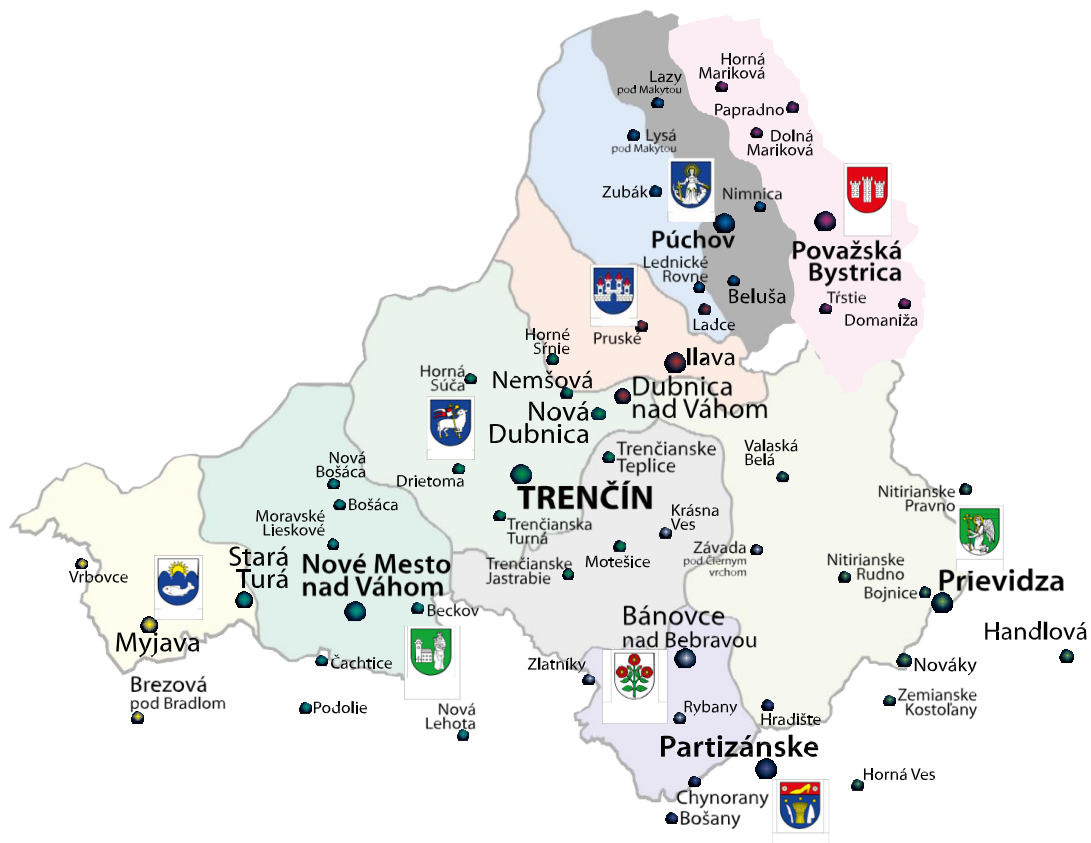 Horná
Mariková
Lazy
pod Makytou
Papradno
Lysá
pod Makytou
Dolná
Mariková
Zubák
Nimnica
Púchov
Považská
Bystrica
Lednické
Rovne
Beluša
Tŕstie
Domaniža
Ladce
Pruské
Horné
Sŕnie
Ilava
Horná
Súča
Nemšová
Dubnica
nad Váhom
Nová
Dubnica
Trenčianske
Teplice
Valaská
Belá
Nová
Bošáca
Drietoma
TRENČÍN
Nitirianske
Pravno
Bošáca
Moravské
Lieskové
Trenčianska
Turná
Krásna
Ves
Závada
pod Čiernym
vrchom
Stará
Turá
Nové Mesto
nad Váhom
Trenčianske
Jastrabie
Motešice
Vrbovce
Nitirianske
Rudno
Bojnice
Prievidza
Beckov
Bánovce
nad Bebravou
Myjava
Handlová
Čachtice
Zlatníky
Nováky
Brezová
pod Bradlom
Podolie
Nová
Lehota
Rybany
Hradište
Zemianske
Kostoľany
Partizánske
Horná Ves
Chynorany
Bošany